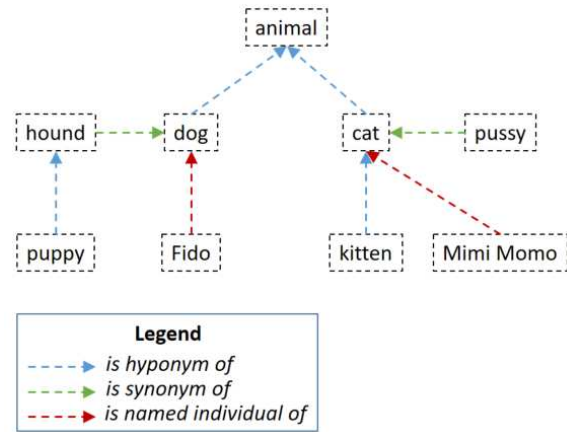 animal
hound dog cat pussy
puppy Fido kitten Mimi Momo
Legend
is hyponym of
is synonym of
is named individual of